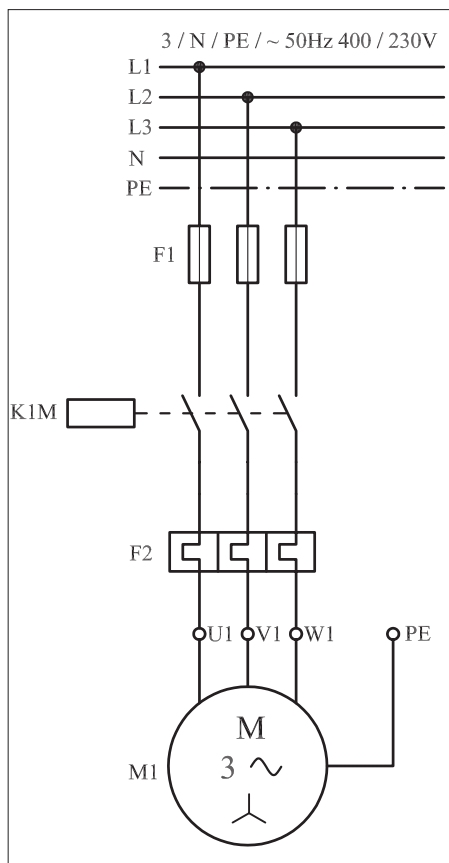 3 / N / PE / ~ 50Hz 400 / 230V
L1
L2
L3
N
PE
F1
K1M
F2
U1 V1 W1 PE
M
M1 3